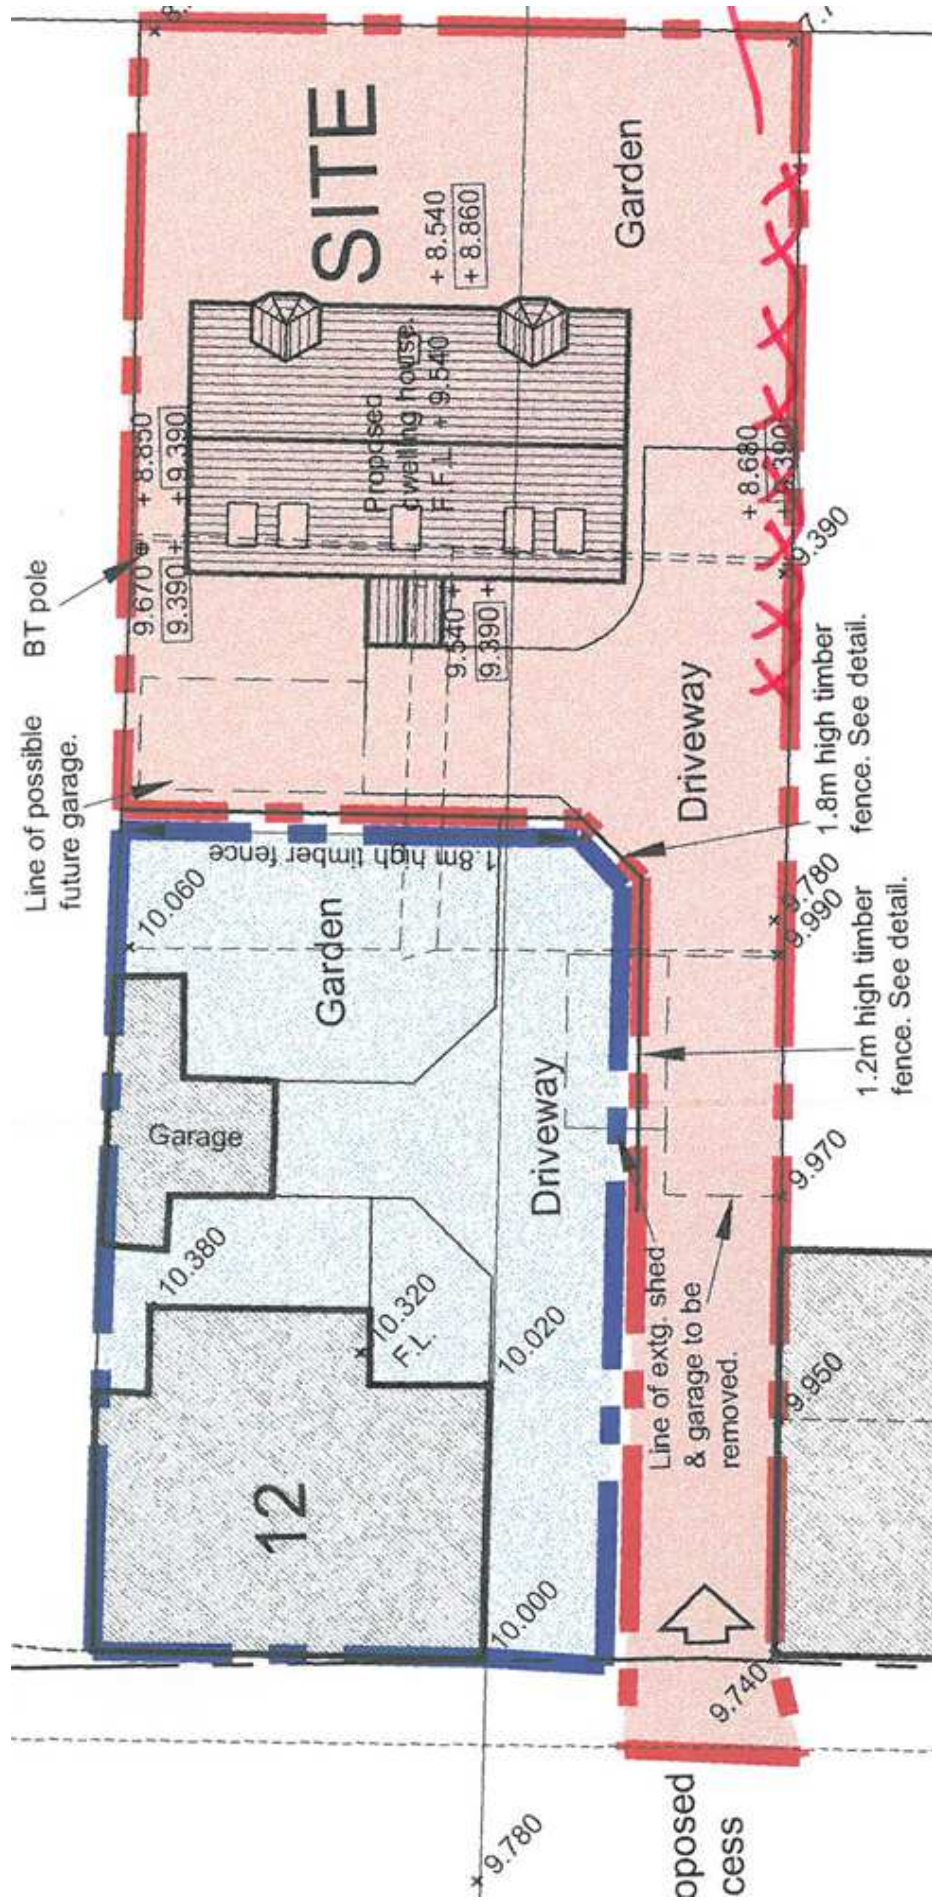 SITE
Garden
+ 8.540
+ 8.860
Proposed
dwelling house.
F.F.L + 9.540
+ 8.850
+ 9.390
BT pole
9.670
9.390 +
9.540 +
9.390 +
+ 8.680
9.390
Line of possible
future garage.
Driveway
1.8m high timber
fence. See detail.
1.8m high timber fence
10.060
Garden
9.780
9.990
1.2m high timber
fence. See detail.
Garage
Driveway
9.970
10.380
10.320
F.L.
10.020
Line of extg. shed
& garage to be
removed.
9.950
12
10.000
9.740
9.780
oposed
cess